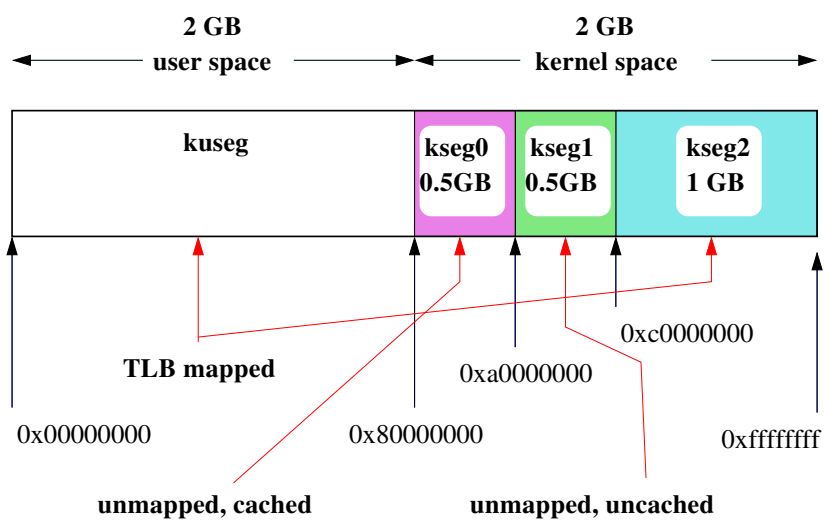 2 GB
user space
2 GB
kernel space
kuseg
kseg0
0.5GB
kseg1
0.5GB
kseg2
1 GB
0xc0000000
TLB mapped
0xa0000000
0x00000000
0x80000000
0xffffffff
unmapped, cached
unmapped, uncached